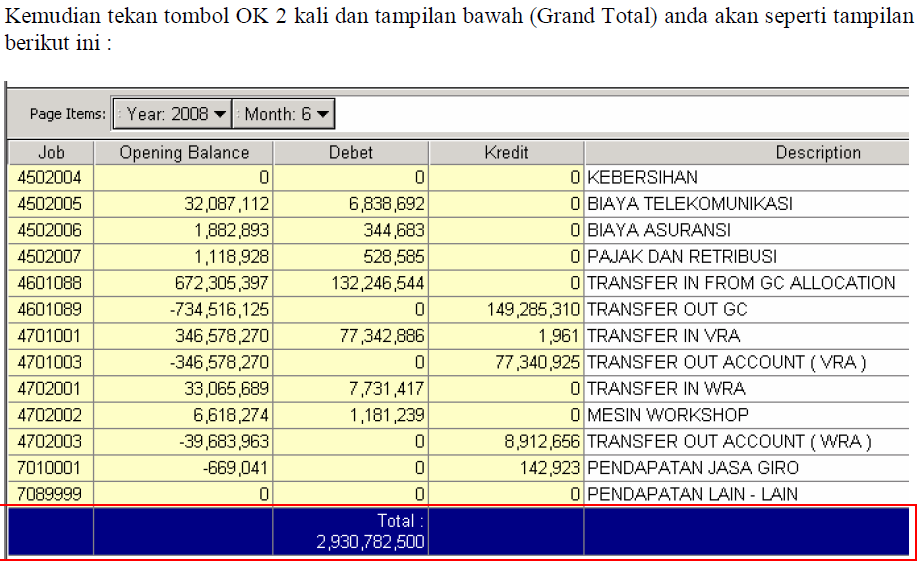 Kemudian tekan tombol OK 2 kali dan tampilan bawah (Grand Total) anda akan seperti tampilan
berikut ini :
Page Items: Year: 2008 Month: 6
Job Opening Balance Debet Kredit Description
4502004 0 0 0 KEBERSIHAN
4502005 32,087,112 6,838,692 0 BIAYA TELEKOMUNIKASI
4502006 1,882,893 344,683 0 BIAYA ASURANSI
4502007 1,118,928 528,585 0 PAJAK DAN RETRIBUSI
4601088 672,305,397 132,246,544 0 TRANSFER IN FROM GC ALLOCATION
4601089 -734,516,125 0 149,285,310 TRANSFER OUT GC
4701001 346,578,270 77,342,886 1,961 TRANSFER IN VRA
4701003 -346,578,270 0 77,340,925 TRANSFER OUT ACCOUNT ( VRA )
4702001 33,065,689 7,731,417 0 TRANSFER IN WRA
4702002 6,618,274 1,181,239 0 MESIN WORKSHOP
4702003 -39,683,963 0 8,912,656 TRANSFER OUT ACCOUNT ( WRA )
7010001 -669,041 0 142,923 PENDAPATAN JASA GIRO
7089999 0 0 0 PENDAPATAN LAIN - LAIN
Total :
2,930,782,500